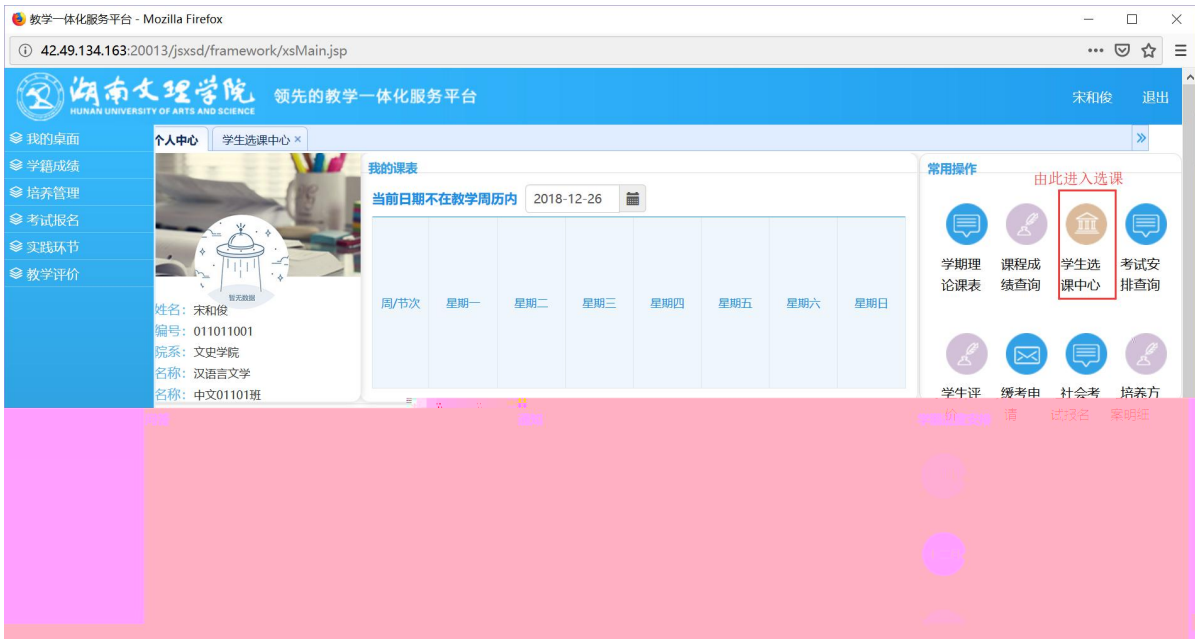 教学一体化服务平台 - Mozilla Firefox
42.49.134.163:20013/jsxsd/framework/xsMain.jsp
湖南文理学院
HUNAN UNIVERSITY OF ARTS AND SCIENCE
领先的教学一体化服务平台
宋和俊 退出
我的桌面
学籍成绩
培养管理
考试报名
实践环节
教学评价
个人中心 学生选课中心 ×
暂无数据
姓名：宋和俊
编号：011011001
院系：文史学院
名称：汉语言文学
名称：中文01101班
我的课表
当前日期不在教学周历内 2018-12-26
周/节次 星期一 星期二 星期三 星期四 星期五 星期六 星期日
常用操作
由此进入选课
学期理论课表
课程成绩查询
学生选课中心
考试安排查询
学生评价
缓考申请
社会考试报名
培养方案明细